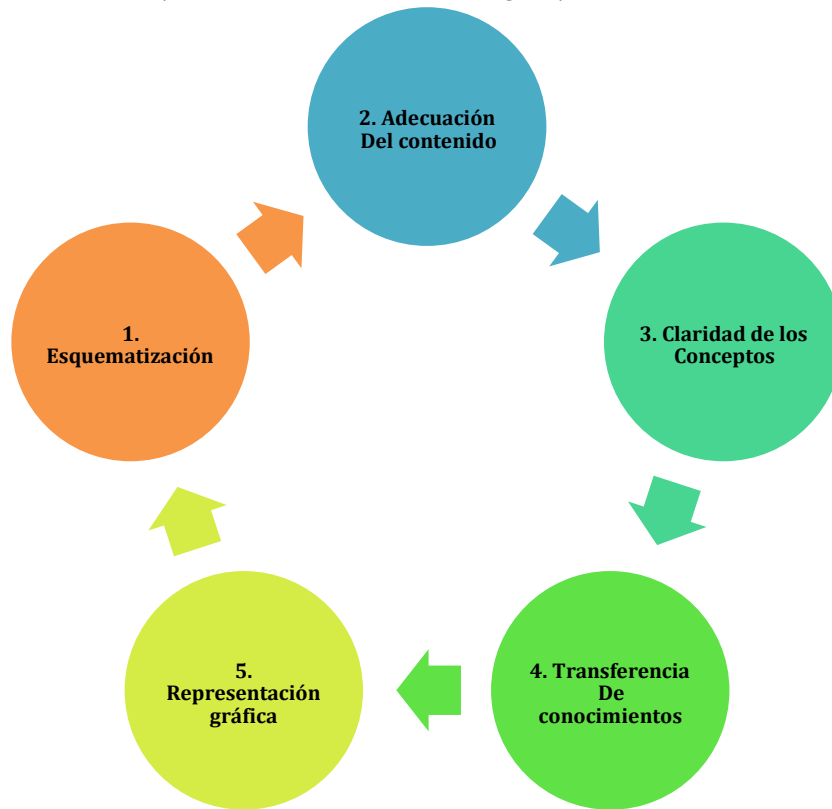 1.
Esquematización
2. Adecuación
Del contenido
3. Claridad de los
Conceptos
4. Transferencia
De
conocimientos
5.
Representación
gráfica